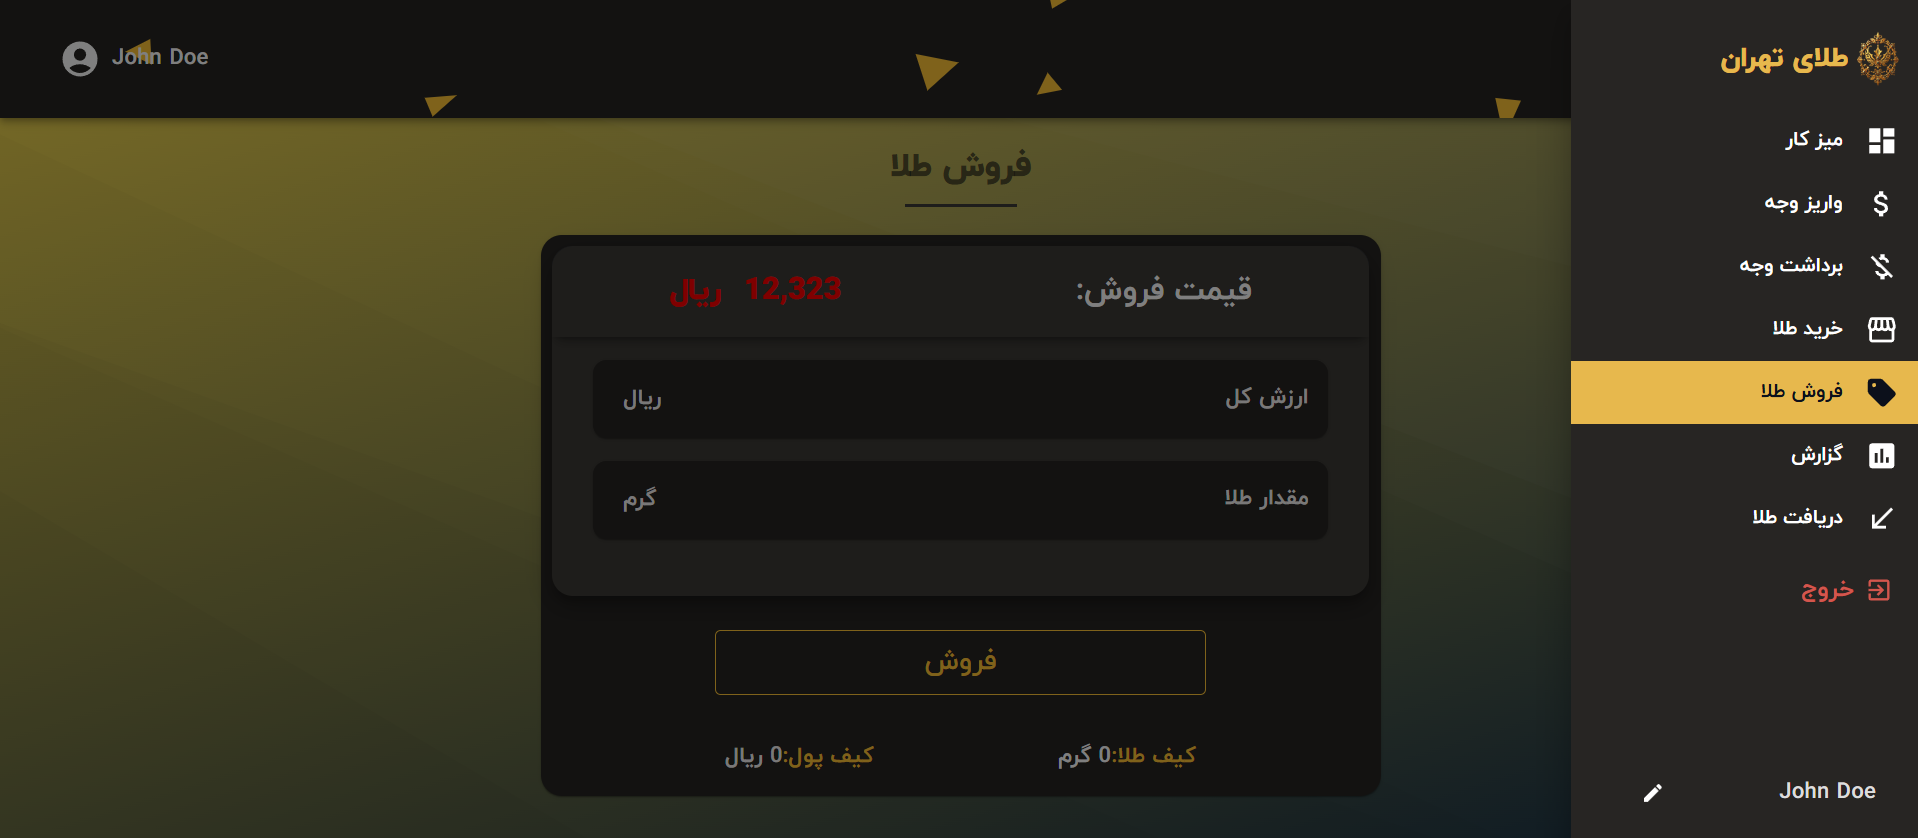 طلای تهران
میز کار
واریز وجه
برداشت وجه
خرید طلا
فروش طلا
گزارش
دریافت طلا
خروج
John Doe
John Doe
فروش طلا
قیمت فروش: 12,323 ریال
ارزش کل ریال
مقدار طلا گرم
فروش
کیف طلا:0 گرم کیف پول:0 ریال